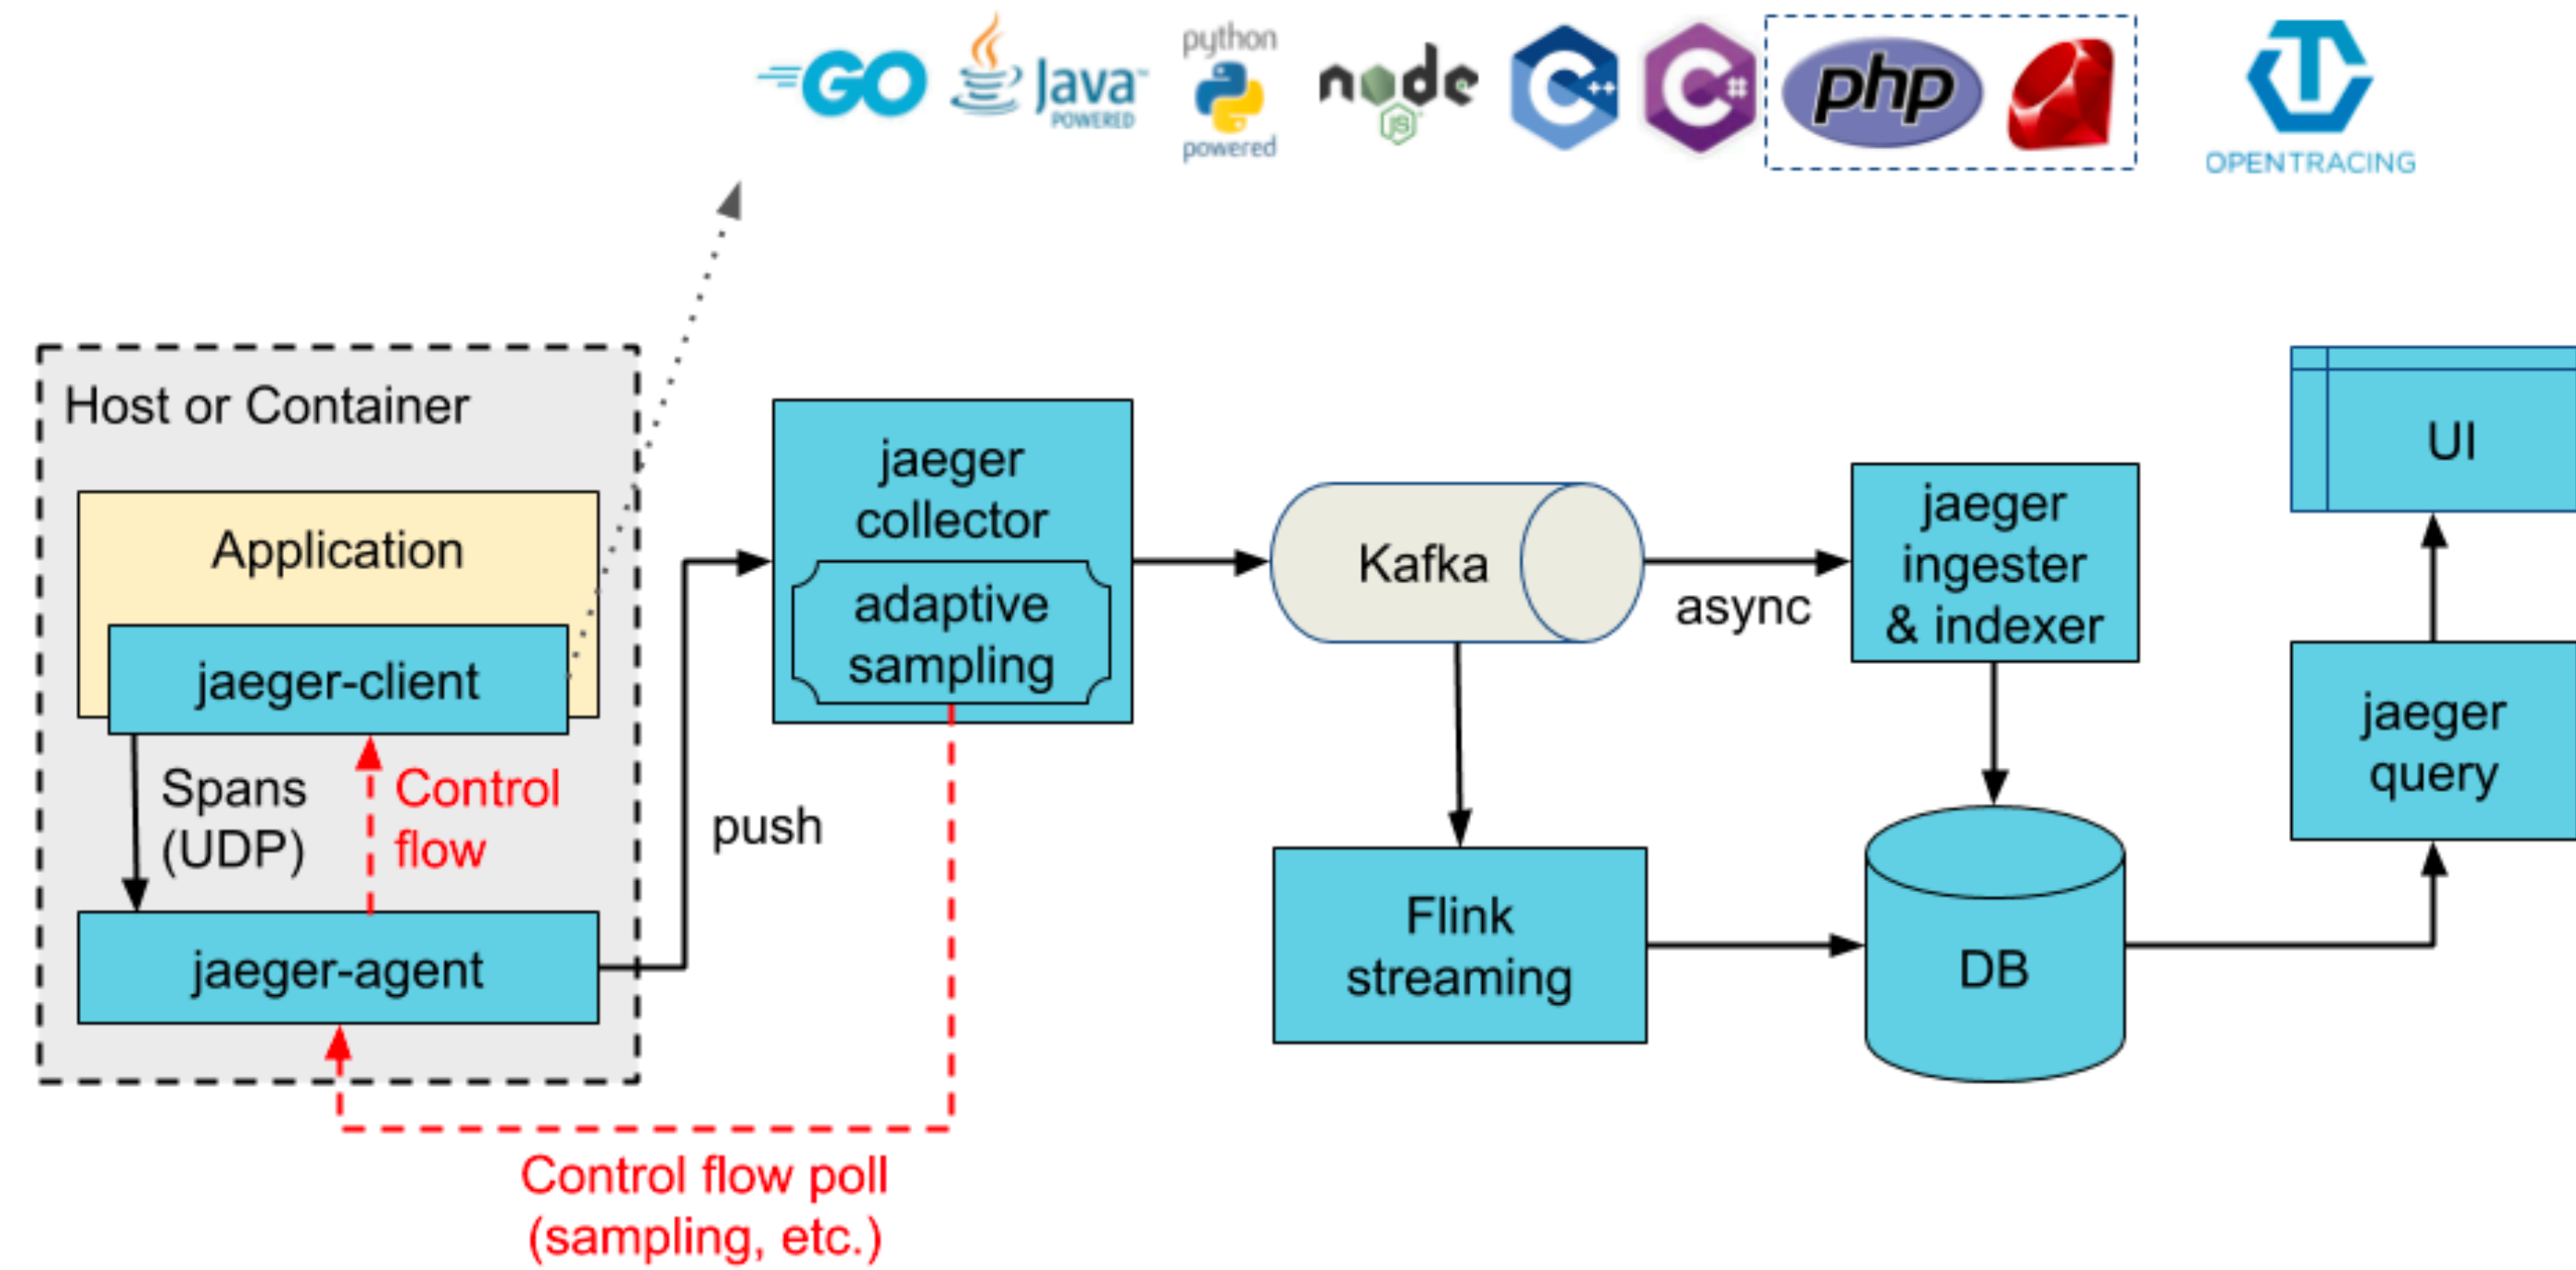 GO
Java™
POWERED
python
powered
node
JS
C++
C#
php
OPENTRACING
Host or Container
Application
jaeger-client
Spans
(UDP)
Control
flow
jaeger-agent
push
Control flow poll
(sampling, etc.)
jaeger
collector
adaptive
sampling
Kafka
async
jaeger
ingester
& indexer
Flink
streaming
DB
UI
jaeger
query